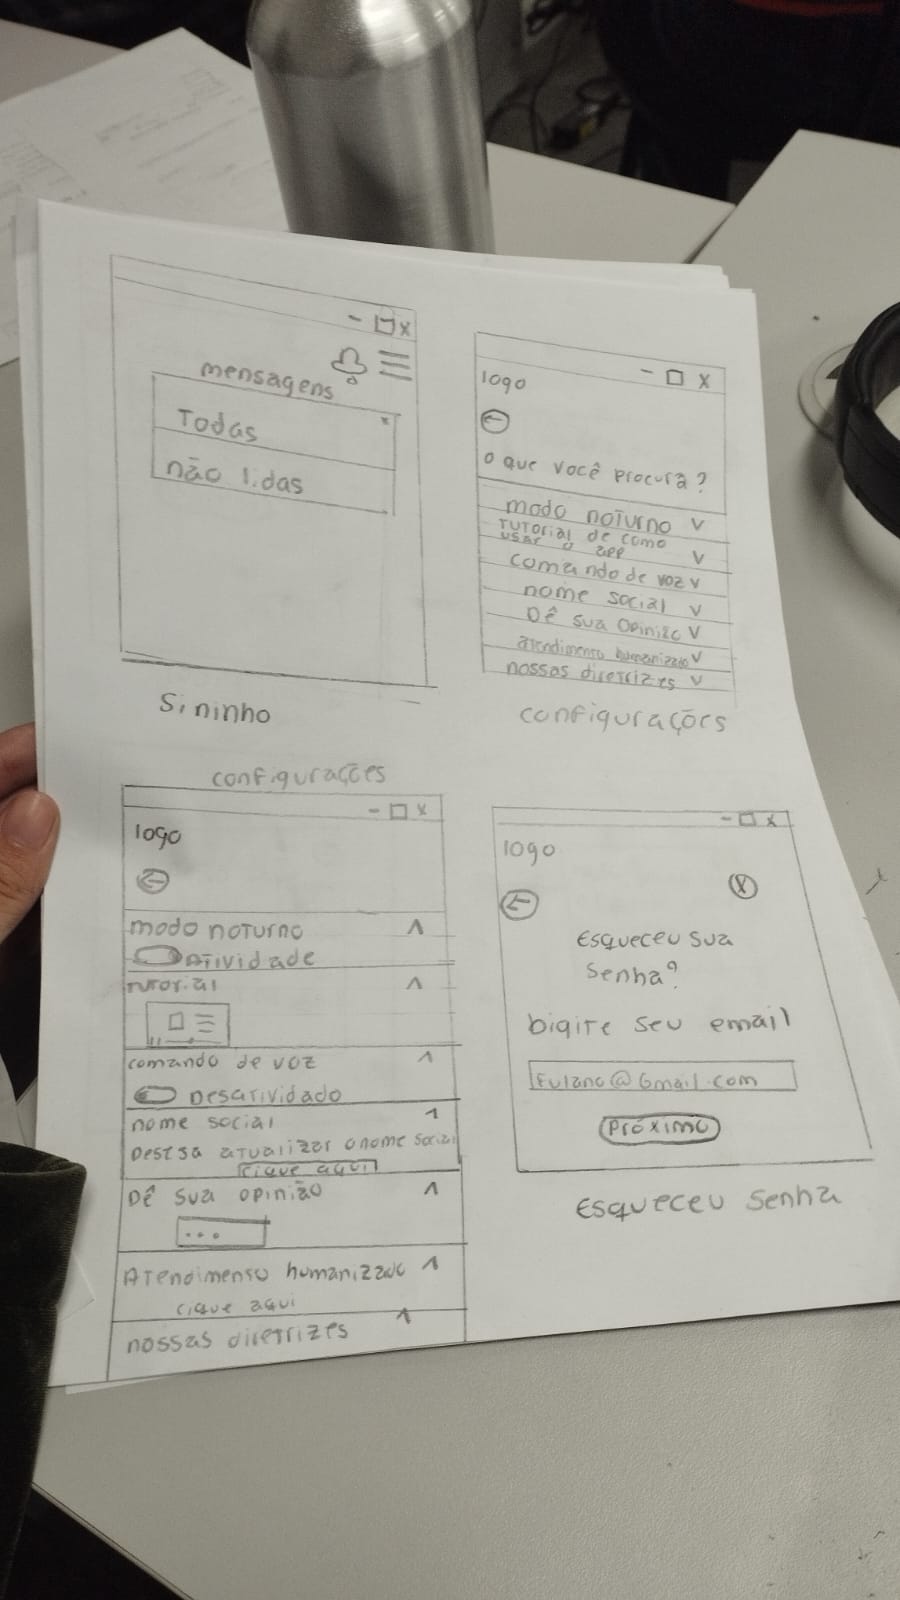 mensagens
Todas
não lidas
Sininho
logo
o que você procura?
modo noturno
TUTorial de como
usar o app
comando de voz
nome social
Dê sua opinião
atendimento humanizado
nossas diretrizes
configurações
configurações
logo
modo noturno
Atividade
Tutorial
comando de voz
Desatividado
nome social
Deseja atualizar o nome social
clique aqui
Dê sua opinião
...
Atendimento humanizado
clique aqui
nossas diretrizes
logo
X
Esqueceu sua
senha?
Digite seu email
Fulano@Gmail.com
Próximo
Esqueceu senha